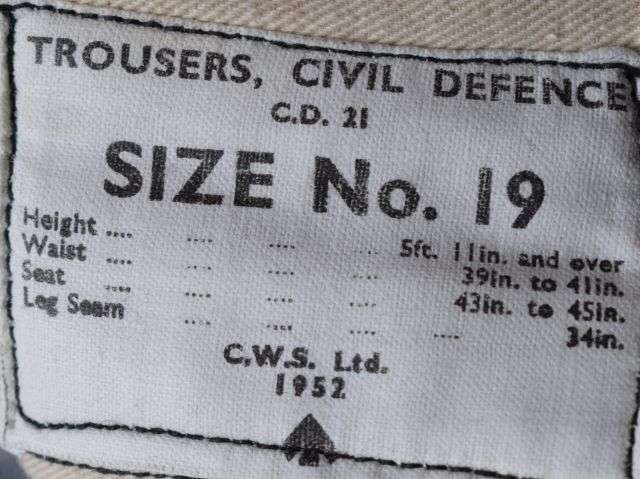 TROUSERS, CIVIL DEFENCE
C.D. 21
SIZE No. 19
Height .... .... .... .... 5ft. 11in. and over
Waist .... .... .... .... 39in. to 41in.
Seat .... .... .... .... 43in. to 45in.
Leg Seam .... .... .... .... 34in.
C.W.S. Ltd.
1952